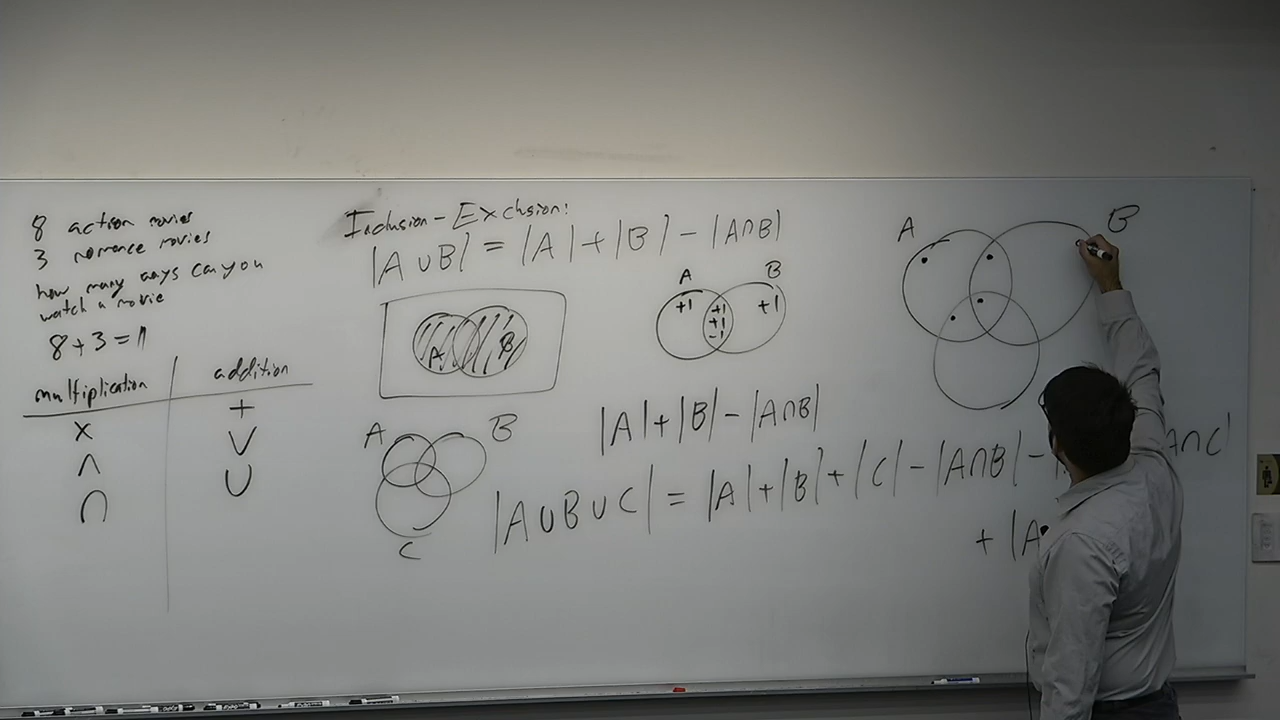 8 action movies
3 romance movies
how many ways can you
watch a movie
8 + 3 = 11
multiplication addition
× +
∧ ∨
∩ ∪
Inclusion-Exclusion:
|A ∪ B| = |A| + |B| - |A∩B|
A B
A B
+1 +1 +1
+1
-1
|A| + |B| - |A∩B|
A B
C
|A ∪ B ∪ C| = |A| + |B| + |C| - |A∩B| -
A∩C|
+ |A
A B